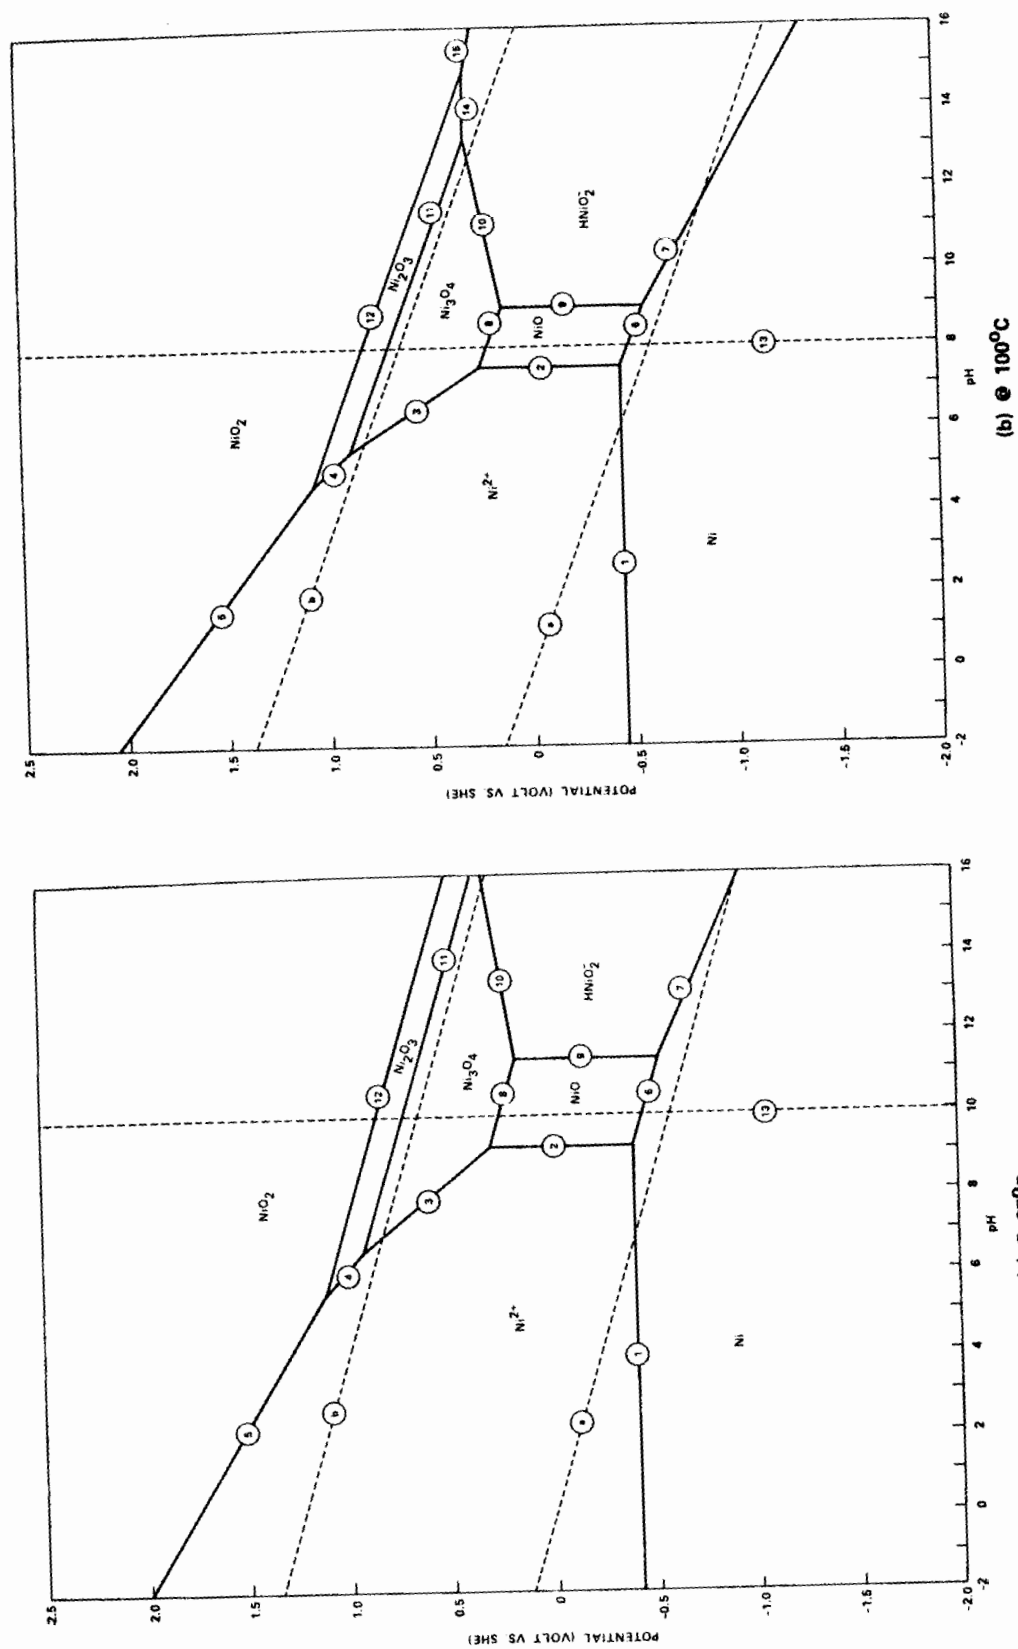 2.5
2.0
1.5
1.0
0.5
0
-0.5
-1.0
-1.5
-2.0
POTENTIAL (VOLT VS SHE)
-2
0
2
4
6
8
10
12
14
16
pH
NiO2
Ni2O3
Ni3O4
NiO
HNiO2-
Ni2+
Ni
1
2
3
4
5
6
7
8
9
10
11
12
13
a
b
2.5
2.0
1.5
1.0
0.5
0
-0.5
-1.0
-1.5
-2.0
POTENTIAL (VOLT VS. SHE)
-2
0
2
4
6
8
10
12
14
16
pH
(b) @ 100°C
NiO2
Ni2O3
Ni3O4
NiO
HNiO2-
Ni2+
Ni
1
2
3
4
5
6
7
8
9
10
11
12
13
14
15
a
b